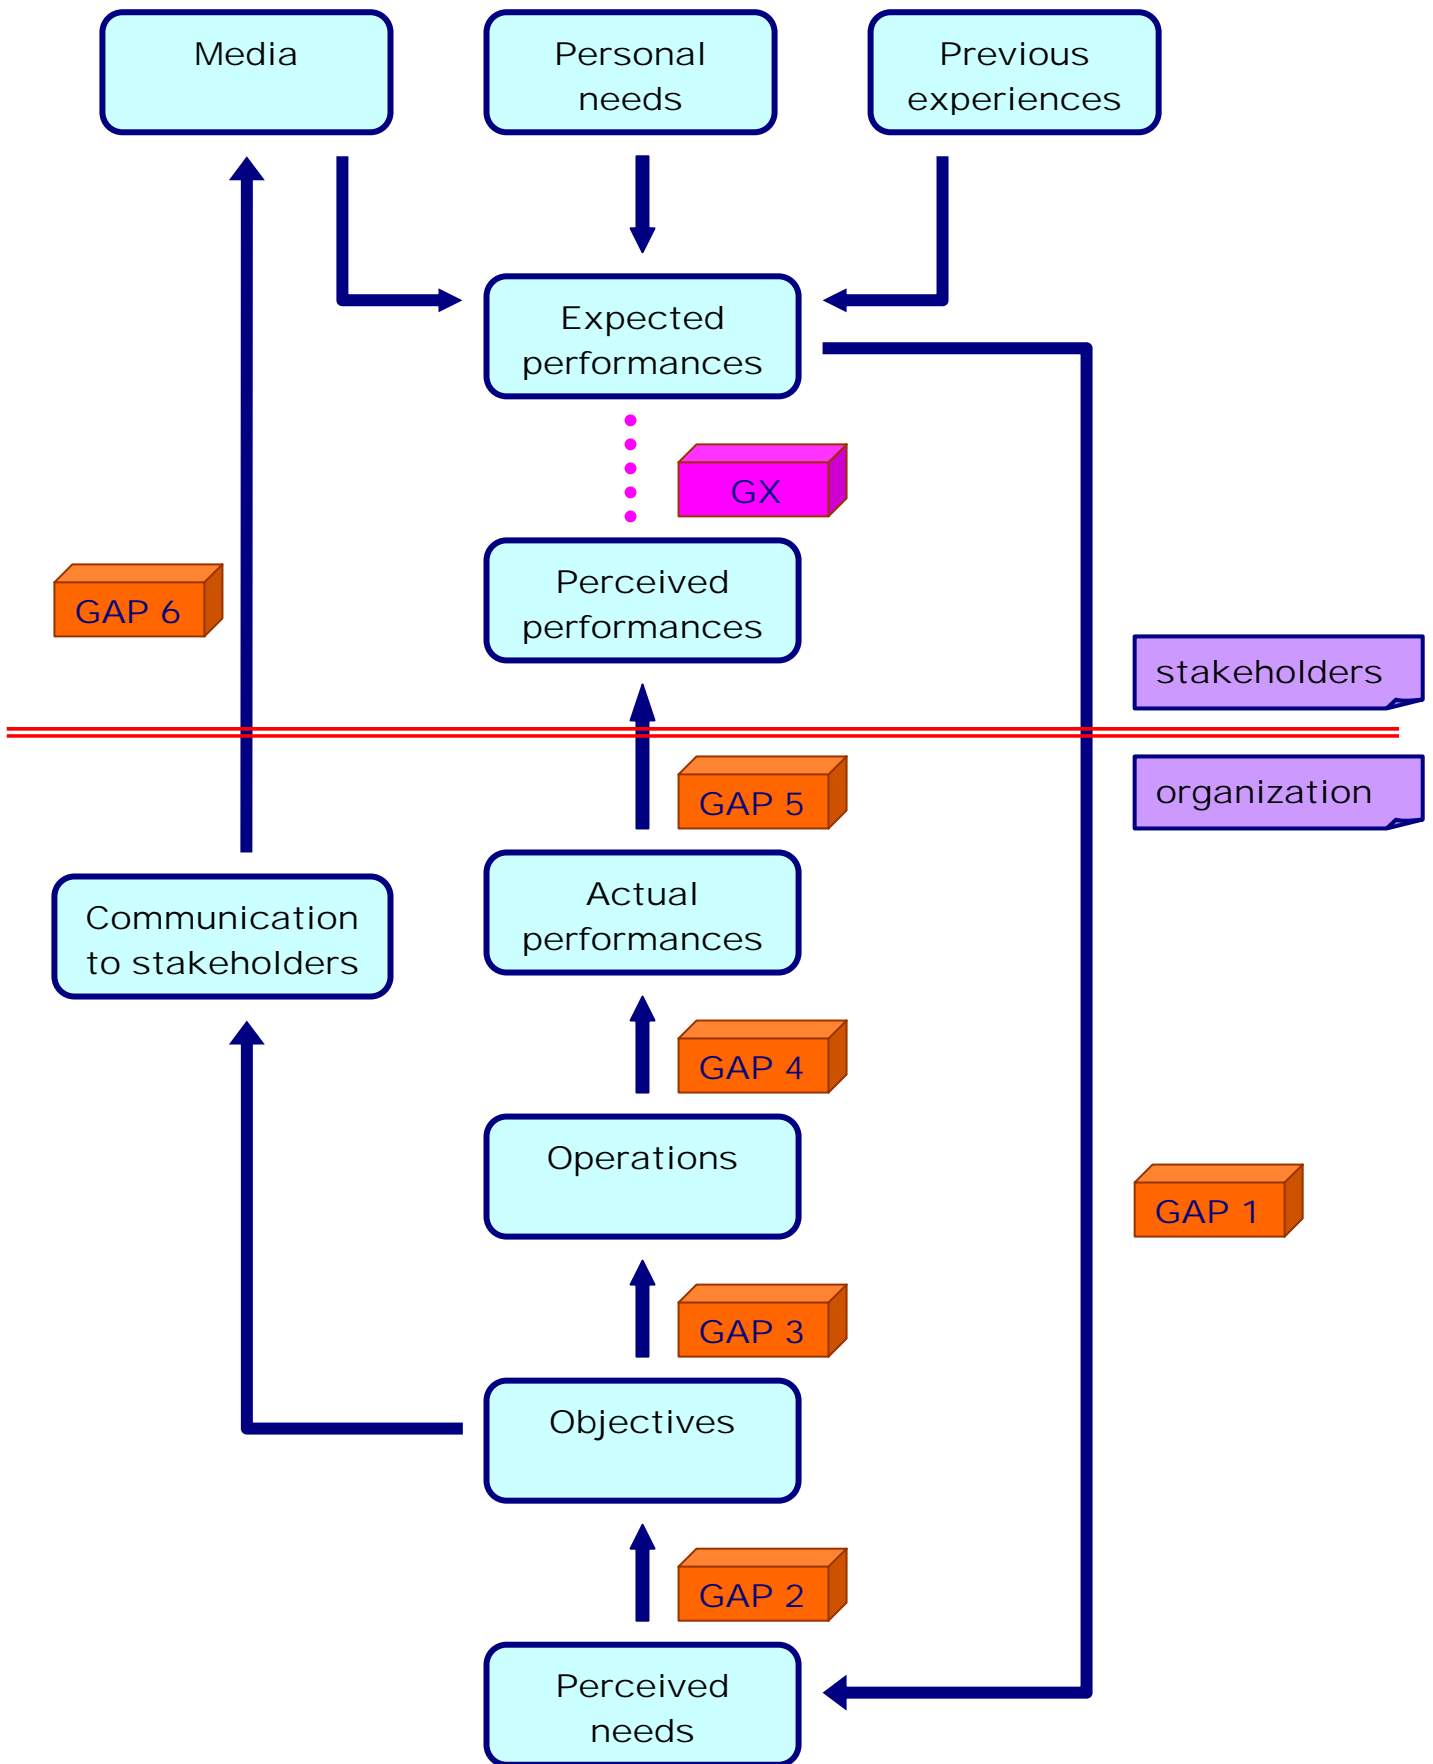 Media
Personal
needs
Previous
experiences
Expected
performances
GX
Perceived
performances
GAP 6
stakeholders
organization
GAP 5
Actual
performances
Communication
to stakeholders
GAP 4
Operations
GAP 1
GAP 3
Objectives
GAP 2
Perceived
needs